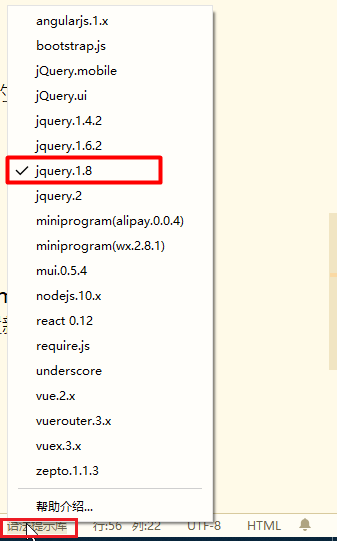 angularjs.1.x
bootstrap.js
jQuery.mobile
jQuery.ui
jquery.1.4.2
jquery.1.6.2
jquery.1.8
jquery.2
miniprogram(alipay.0.0.4)
miniprogram(wx.2.8.1)
mui.0.5.4
nodejs.10.x
react 0.12
require.js
underscore
vue.2.x
vuerouter.3.x
vuex.3.x
zepto.1.1.3
帮助介绍...
语法提示库 行:56 列:22 UTF-8 HTML